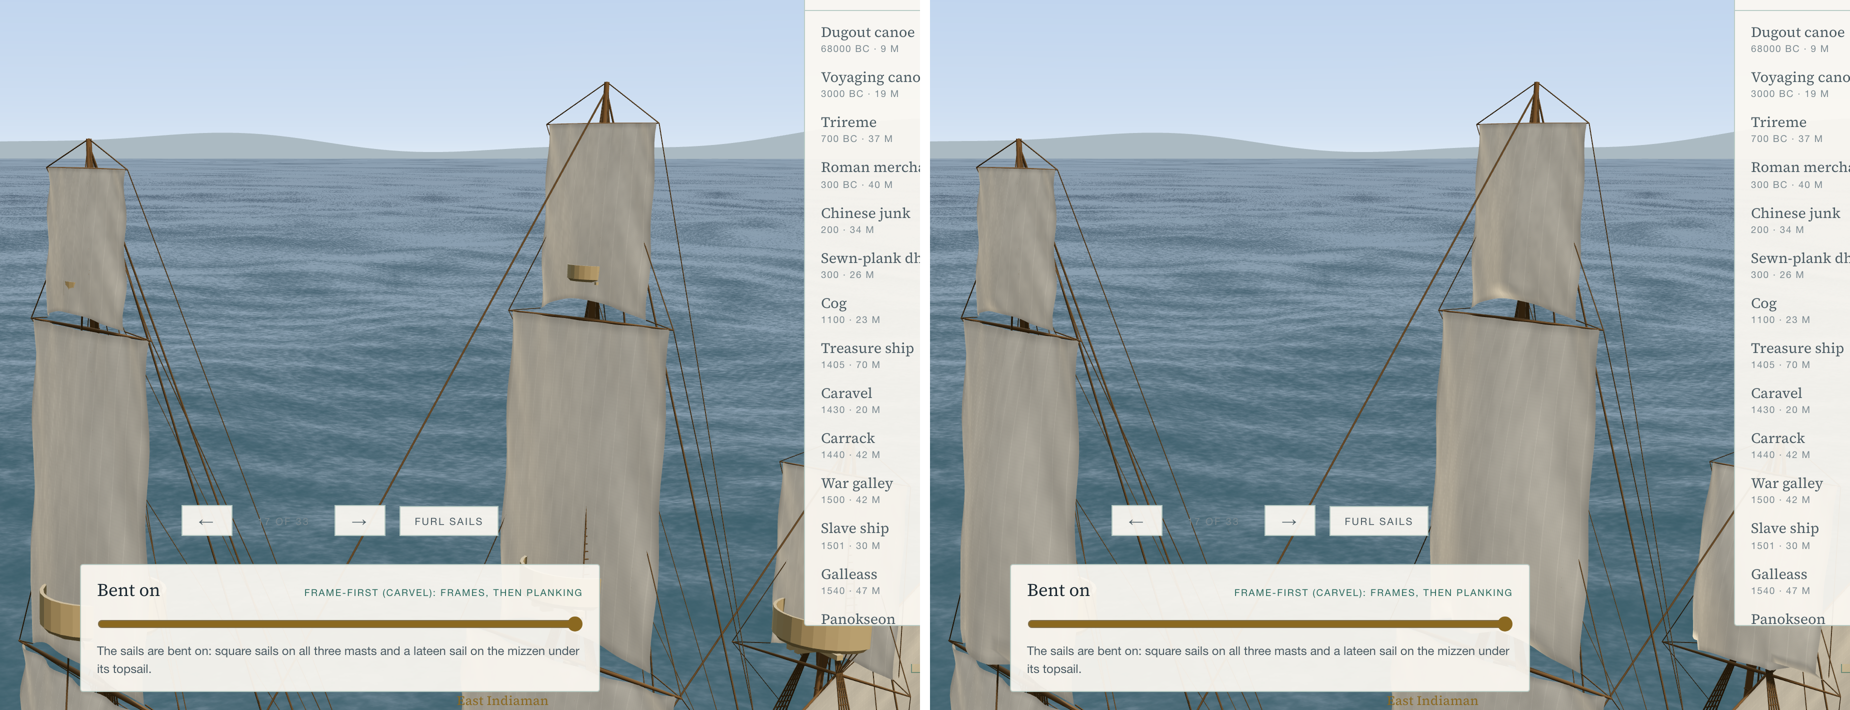 Dugout canoe
68000 BC · 9 M
Voyaging cano
3000 BC · 19 M
Trireme
700 BC · 37 M
Roman mercha
300 BC · 40 M
Chinese junk
200 · 34 M
Sewn-plank dh
300 · 26 M
Cog
1100 · 23 M
Treasure ship
1405 · 70 M
Caravel
1430 · 20 M
Carrack
1440 · 42 M
War galley
1500 · 42 M
Slave ship
1501 · 30 M
Galleass
1540 · 47 M
Panokseon
← → FURL SAILS
Bent on
FRAME-FIRST (CARVEL): FRAMES, THEN PLANKING
The sails are bent on: square sails on all three masts and a lateen sail on the mizzen under
its topsail.
East Indiaman
Dugout canoe
68000 BC · 9 M
Voyaging cano
3000 BC · 19 M
Trireme
700 BC · 37 M
Roman mercha
300 BC · 40 M
Chinese junk
200 · 34 M
Sewn-plank dh
300 · 26 M
Cog
1100 · 23 M
Treasure ship
1405 · 70 M
Caravel
1430 · 20 M
Carrack
1440 · 42 M
War galley
1500 · 42 M
Slave ship
1501 · 30 M
Galleass
1540 · 47 M
Panokseon
← → FURL SAILS
Bent on
FRAME-FIRST (CARVEL): FRAMES, THEN PLANKING
The sails are bent on: square sails on all three masts and a lateen sail on the mizzen under
its topsail.
East Indiaman